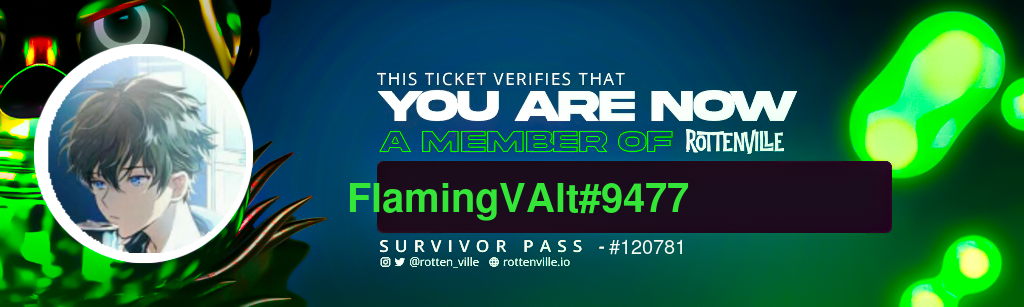 THIS TICKET VERIFIES THAT
YOU ARE NOW
A MEMBER OF ROTTENVILLE
FlamingVAlt#9477
SURVIVOR PASS - #120781
@rotten_ville rottenville.io